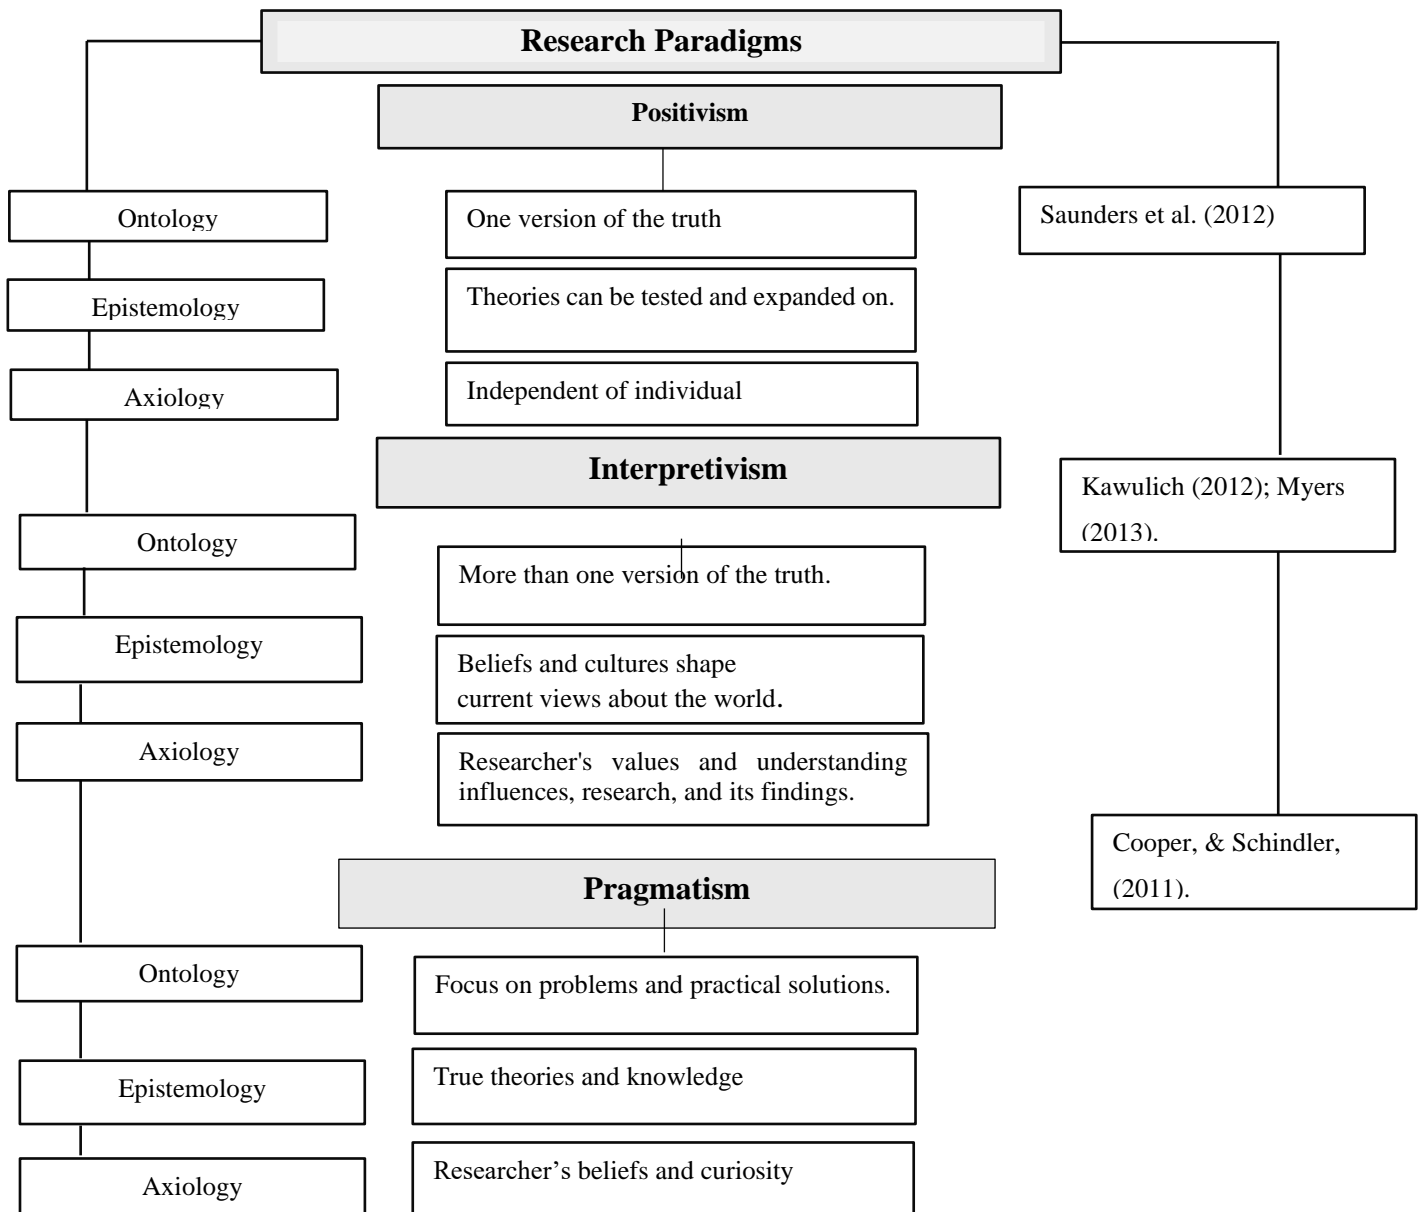 Research Paradigms
Positivism
Ontology
One version of the truth
Saunders et al. (2012)
Epistemology
Theories can be tested and expanded on.
Axiology
Independent of individual
Interpretivism
Kawulich (2012); Myers
(2013).
Ontology
More than one version of the truth.
Epistemology
Beliefs and cultures shape
current views about the world.
Axiology
Researcher's values and understanding
influences, research, and its findings.
Cooper, & Schindler,
(2011).
Pragmatism
Ontology
Focus on problems and practical solutions.
Epistemology
True theories and knowledge
Axiology
Researcher’s beliefs and curiosity